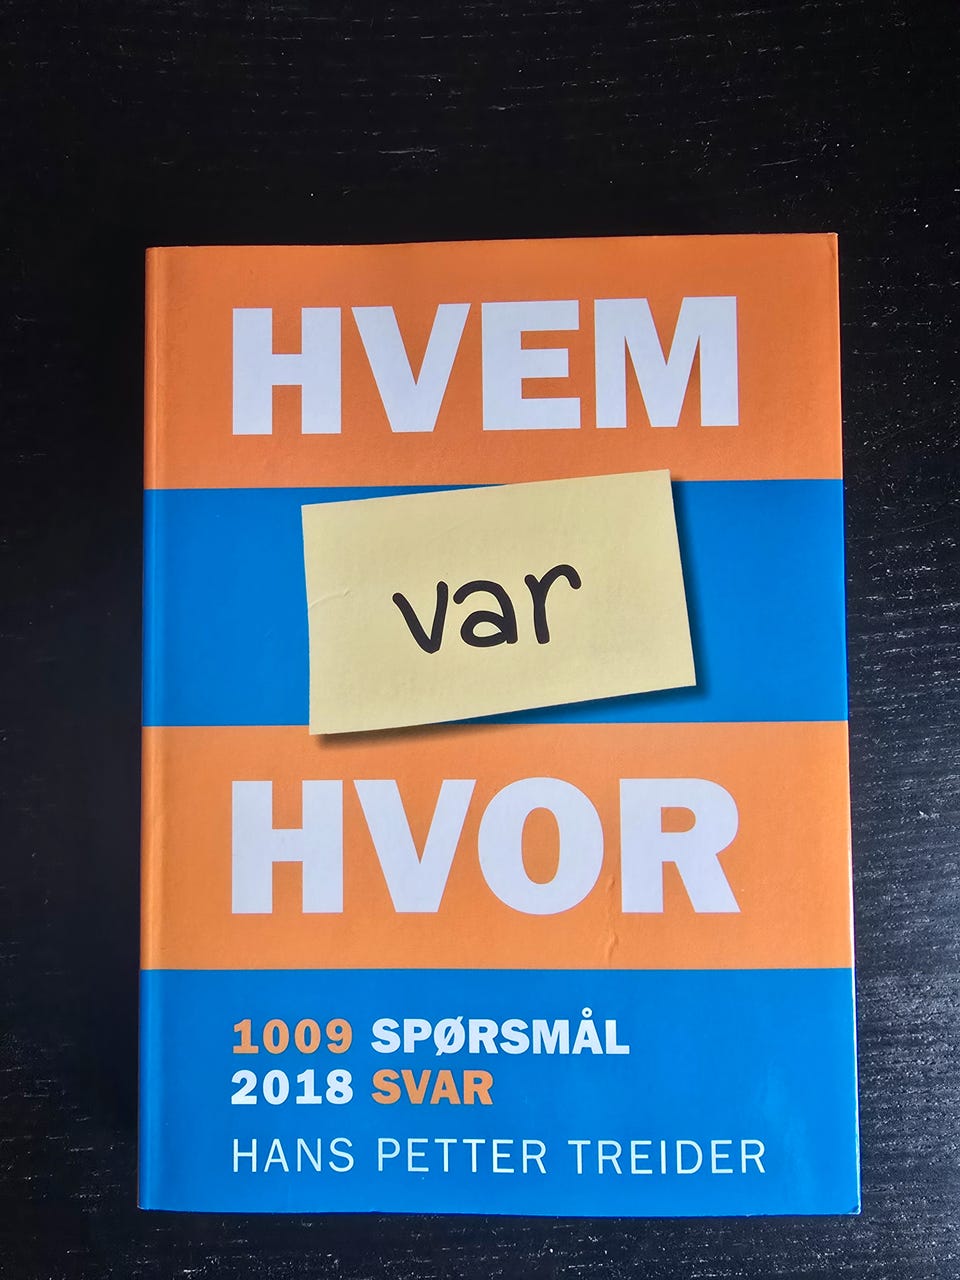 HVEM
var
HVOR
1009 SPØRSMÅL
2018 SVAR
HANS PETTER TREIDER